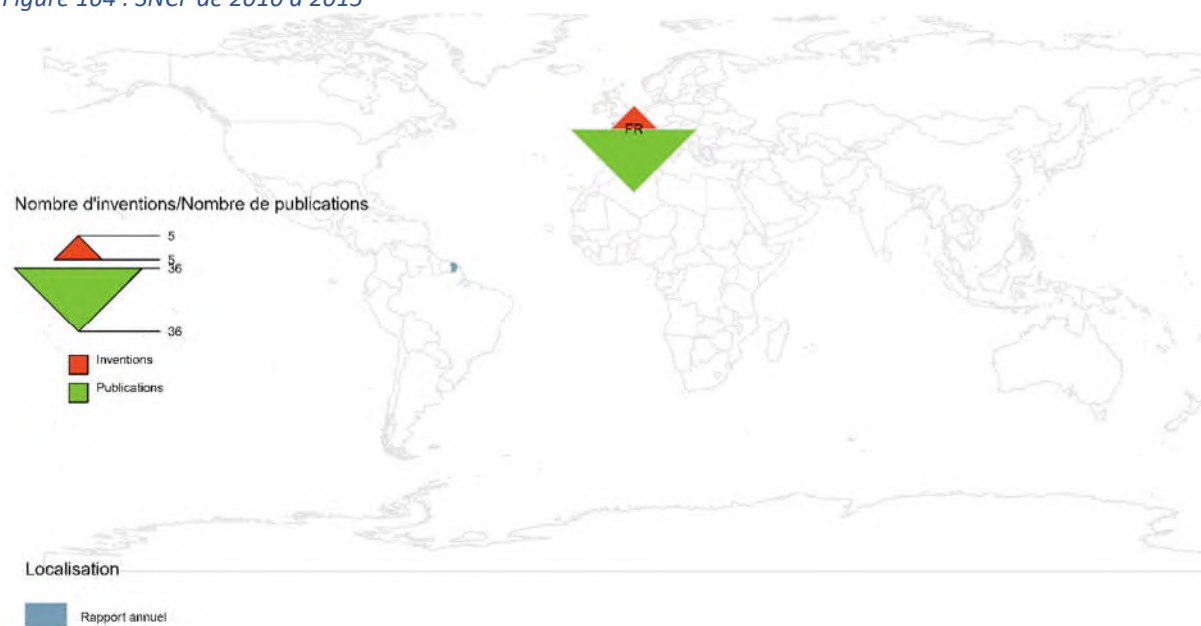 Figure 164 : SNCF de 2010 à 2015
FR
Nombre d'inventions/Nombre de publications
5
5
36
36
Inventions
Publications
Localisation
Rapport annuel